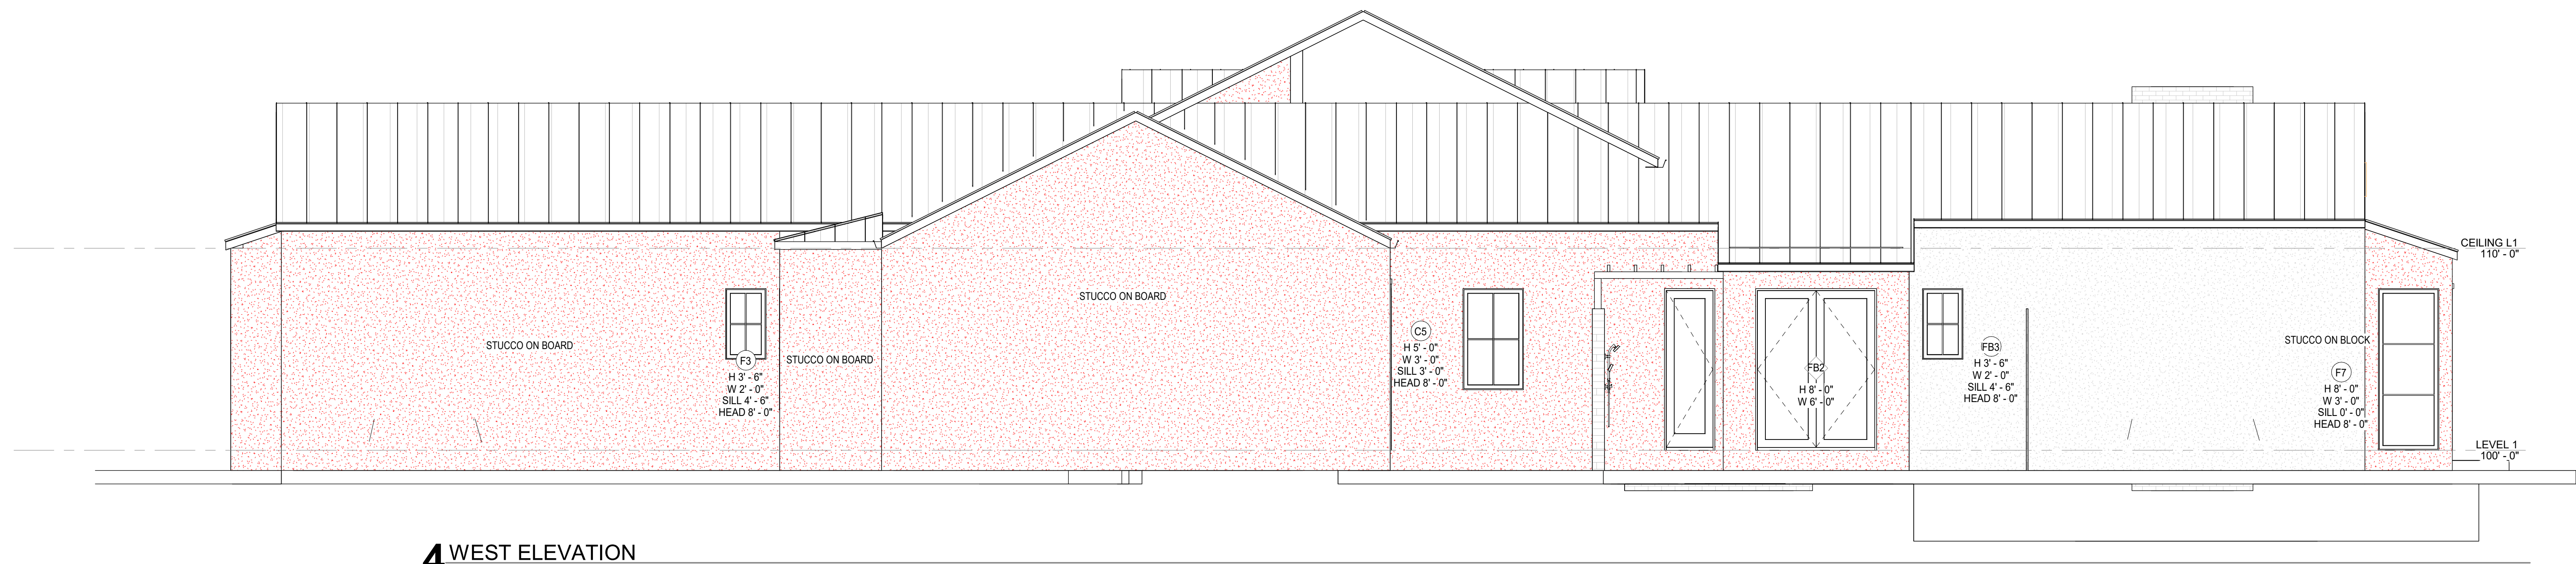 CEILING L1
110' - 0"
STUCCO ON BOARD
STUCCO ON BOARD
STUCCO ON BOARD
F3
H 3' - 6"
W 2' - 0"
SILL 4' - 6"
HEAD 8' - 0"
C5
H 5' - 0"
W 3' - 0"
SILL 3' - 0"
HEAD 8' - 0"
FB2
H 8' - 0"
W 6' - 0"
FB3
H 3' - 6"
W 2' - 0"
SILL 4' - 6"
HEAD 8' - 0"
STUCCO ON BLOCK
F7
H 8' - 0"
W 3' - 0"
SILL 0' - 0"
HEAD 8' - 0"
LEVEL 1
100' - 0"
4 WEST ELEVATION